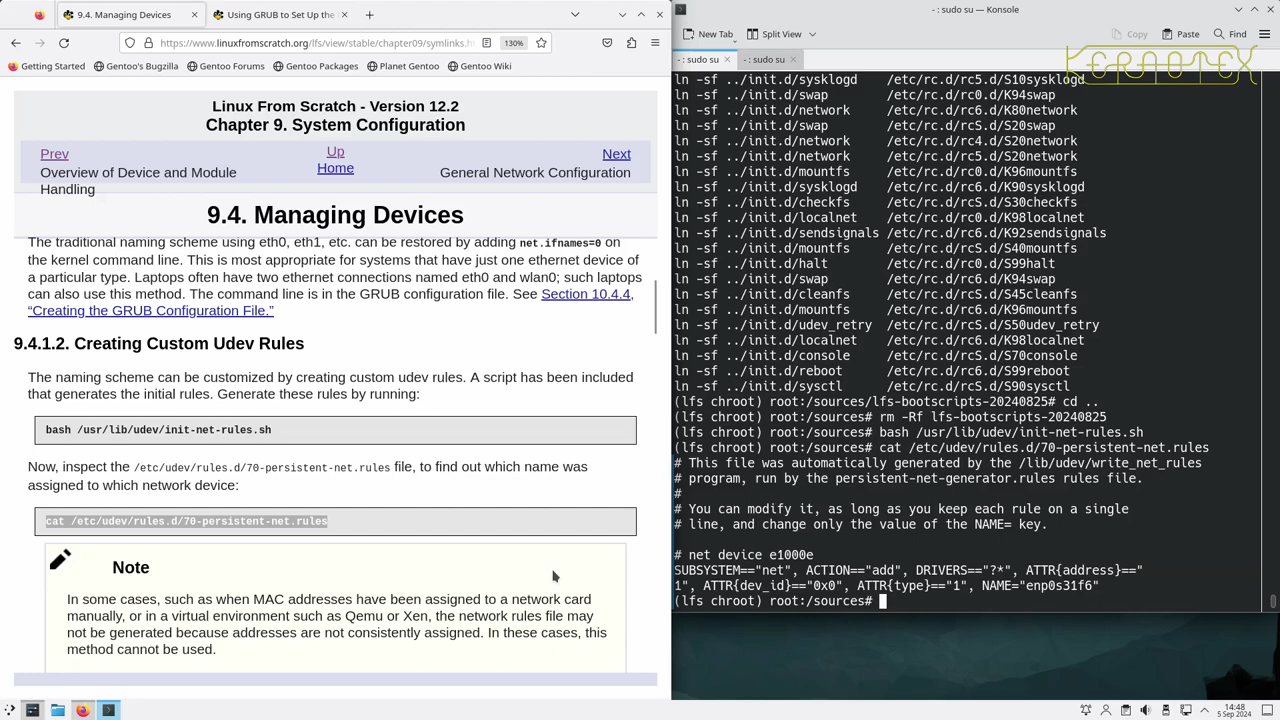 9.4. Managing Devices
Using GRUB to Set Up the
https://www.linuxfromscratch.org/lfs/view/stable/chapter09/symlinks.h
130%
Getting Started
Gentoo's Bugzilla
Gentoo Forums
Gentoo Packages
Planet Gentoo
Gentoo Wiki
Linux From Scratch - Version 12.2
Chapter 9. System Configuration
Prev
Up
Next
Overview of Device and Module
Handling
Home
General Network Configuration
9.4. Managing Devices
The traditional naming scheme using eth0, eth1, etc. can be restored by adding net.ifnames=0 on
the kernel command line. This is most appropriate for systems that have just one ethernet device of
a particular type. Laptops often have two ethernet connections named eth0 and wlan0; such laptops
can also use this method. The command line is in the GRUB configuration file. See Section 10.4.4,
“Creating the GRUB Configuration File.”
9.4.1.2. Creating Custom Udev Rules
The naming scheme can be customized by creating custom udev rules. A script has been included
that generates the initial rules. Generate these rules by running:
bash /usr/lib/udev/init-net-rules.sh
Now, inspect the /etc/udev/rules.d/70-persistent-net.rules file, to find out which name was
assigned to which network device:
cat /etc/udev/rules.d/70-persistent-net.rules
Note
In some cases, such as when MAC addresses have been assigned to a network card
manually, or in a virtual environment such as Qemu or Xen, the network rules file may
not be generated because addresses are not consistently assigned. In these cases, this
method cannot be used.
- : sudo su — Konsole
New Tab
Split View
Copy
Paste
Find
- : sudo su
- : sudo su
KERNOTEX
ln -sf ../init.d/sysklogd /etc/rc.d/rc5.d/S10sysklogd
ln -sf ../init.d/swap /etc/rc.d/rc0.d/K94swap
ln -sf ../init.d/network /etc/rc.d/rc6.d/K80network
ln -sf ../init.d/swap /etc/rc.d/rcS.d/S20swap
ln -sf ../init.d/network /etc/rc.d/rc4.d/S20network
ln -sf ../init.d/network /etc/rc.d/rc5.d/S20network
ln -sf ../init.d/mountfs /etc/rc.d/rc0.d/K96mountfs
ln -sf ../init.d/sysklogd /etc/rc.d/rc6.d/K90sysklogd
ln -sf ../init.d/checkfs /etc/rc.d/rcS.d/S30checkfs
ln -sf ../init.d/localnet /etc/rc.d/rc0.d/K98localnet
ln -sf ../init.d/sendsignals /etc/rc.d/rc6.d/K92sendsignals
ln -sf ../init.d/mountfs /etc/rc.d/rcS.d/S40mountfs
ln -sf ../init.d/halt /etc/rc.d/rc0.d/S99halt
ln -sf ../init.d/swap /etc/rc.d/rc6.d/K94swap
ln -sf ../init.d/cleanfs /etc/rc.d/rcS.d/S45cleanfs
ln -sf ../init.d/mountfs /etc/rc.d/rc6.d/K96mountfs
ln -sf ../init.d/udev_retry /etc/rc.d/rcS.d/S50udev_retry
ln -sf ../init.d/localnet /etc/rc.d/rc6.d/K98localnet
ln -sf ../init.d/console /etc/rc.d/rcS.d/S70console
ln -sf ../init.d/reboot /etc/rc.d/rc6.d/S99reboot
ln -sf ../init.d/sysctl /etc/rc.d/rcS.d/S90sysctl
(lfs chroot) root:/sources/lfs-bootscripts-20240825# cd ..
(lfs chroot) root:/sources# rm -Rf lfs-bootscripts-20240825
(lfs chroot) root:/sources# bash /usr/lib/udev/init-net-rules.sh
(lfs chroot) root:/sources# cat /etc/udev/rules.d/70-persistent-net.rules
# This file was automatically generated by the /lib/udev/write_net_rules
# program, run by the persistent-net-generator.rules rules file.
#
# You can modify it, as long as you keep each rule on a single
# line, and change only the value of the NAME= key.
# net device e1000e
SUBSYSTEM=="net", ACTION=="add", DRIVERS=="?*", ATTR{address}=="
1", ATTR{dev_id}=="0x0", ATTR{type}=="1", NAME="enp0s31f6"
(lfs chroot) root:/sources#
14:48
5 Sep 2024